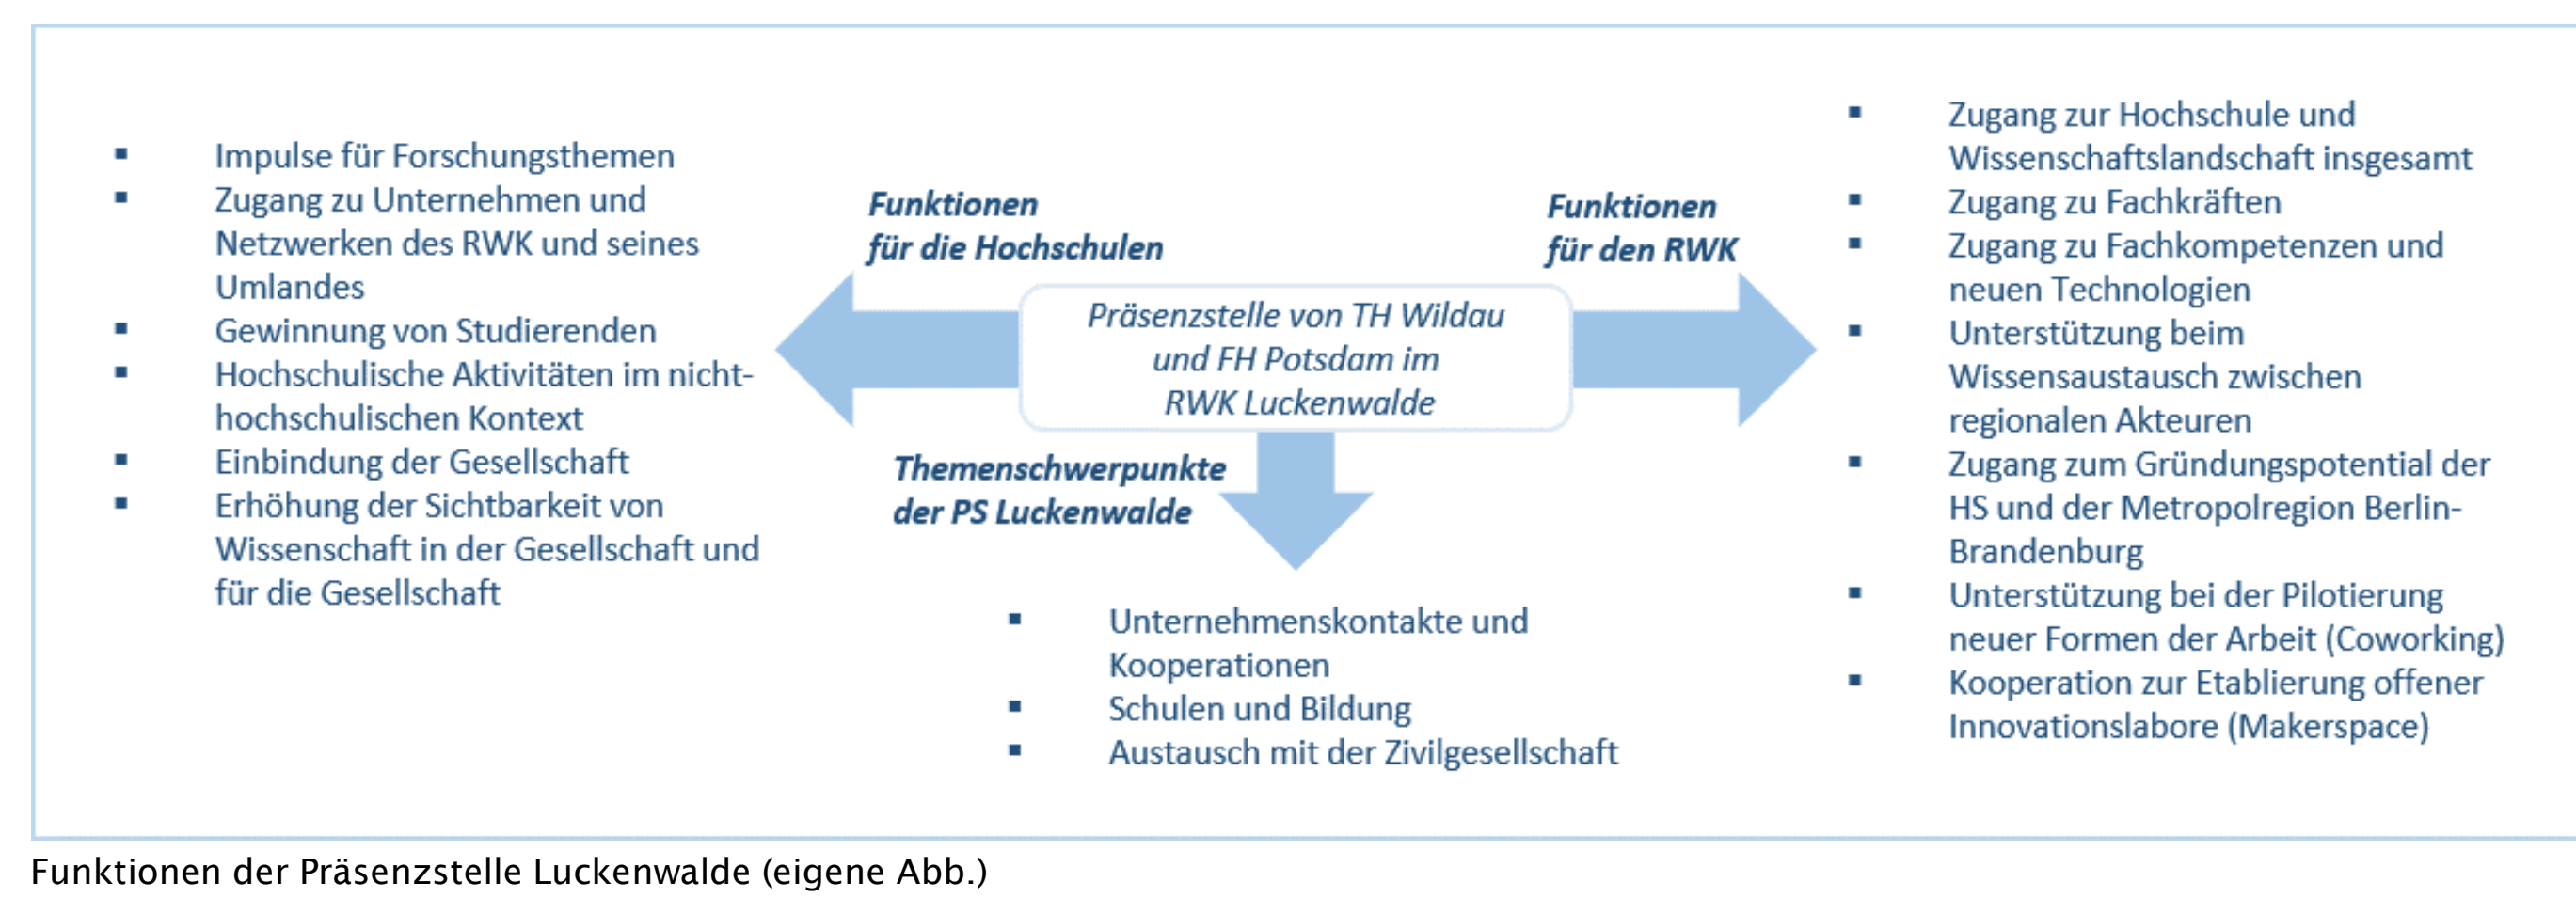 ▪ Impulse für Forschungsthemen
▪ Zugang zu Unternehmen und
Netzwerken des RWK und seines
Umlandes
▪ Gewinnung von Studierenden
▪ Hochschulische Aktivitäten im nicht-
hochschulischen Kontext
▪ Einbindung der Gesellschaft
▪ Erhöhung der Sichtbarkeit von
Wissenschaft in der Gesellschaft und
für die Gesellschaft
Funktionen
für die Hochschulen
Präsenzstelle von TH Wildau
und FH Potsdam im
RWK Luckenwalde
Themenschwerpunkte
der PS Luckenwalde
▪ Unternehmenskontakte und
Kooperationen
▪ Schulen und Bildung
▪ Austausch mit der Zivilgesellschaft
Funktionen
für den RWK
▪ Zugang zur Hochschule und
Wissenschaftslandschaft insgesamt
▪ Zugang zu Fachkräften
▪ Zugang zu Fachkompetenzen und
neuen Technologien
▪ Unterstützung beim
Wissensaustausch zwischen
regionalen Akteuren
▪ Zugang zum Gründungspotential der
HS und der Metropolregion Berlin-
Brandenburg
▪ Unterstützung bei der Pilotierung
neuer Formen der Arbeit (Coworking)
▪ Kooperation zur Etablierung offener
Innovationslabore (Makerspace)
Funktionen der Präsenzstelle Luckenwalde (eigene Abb.)